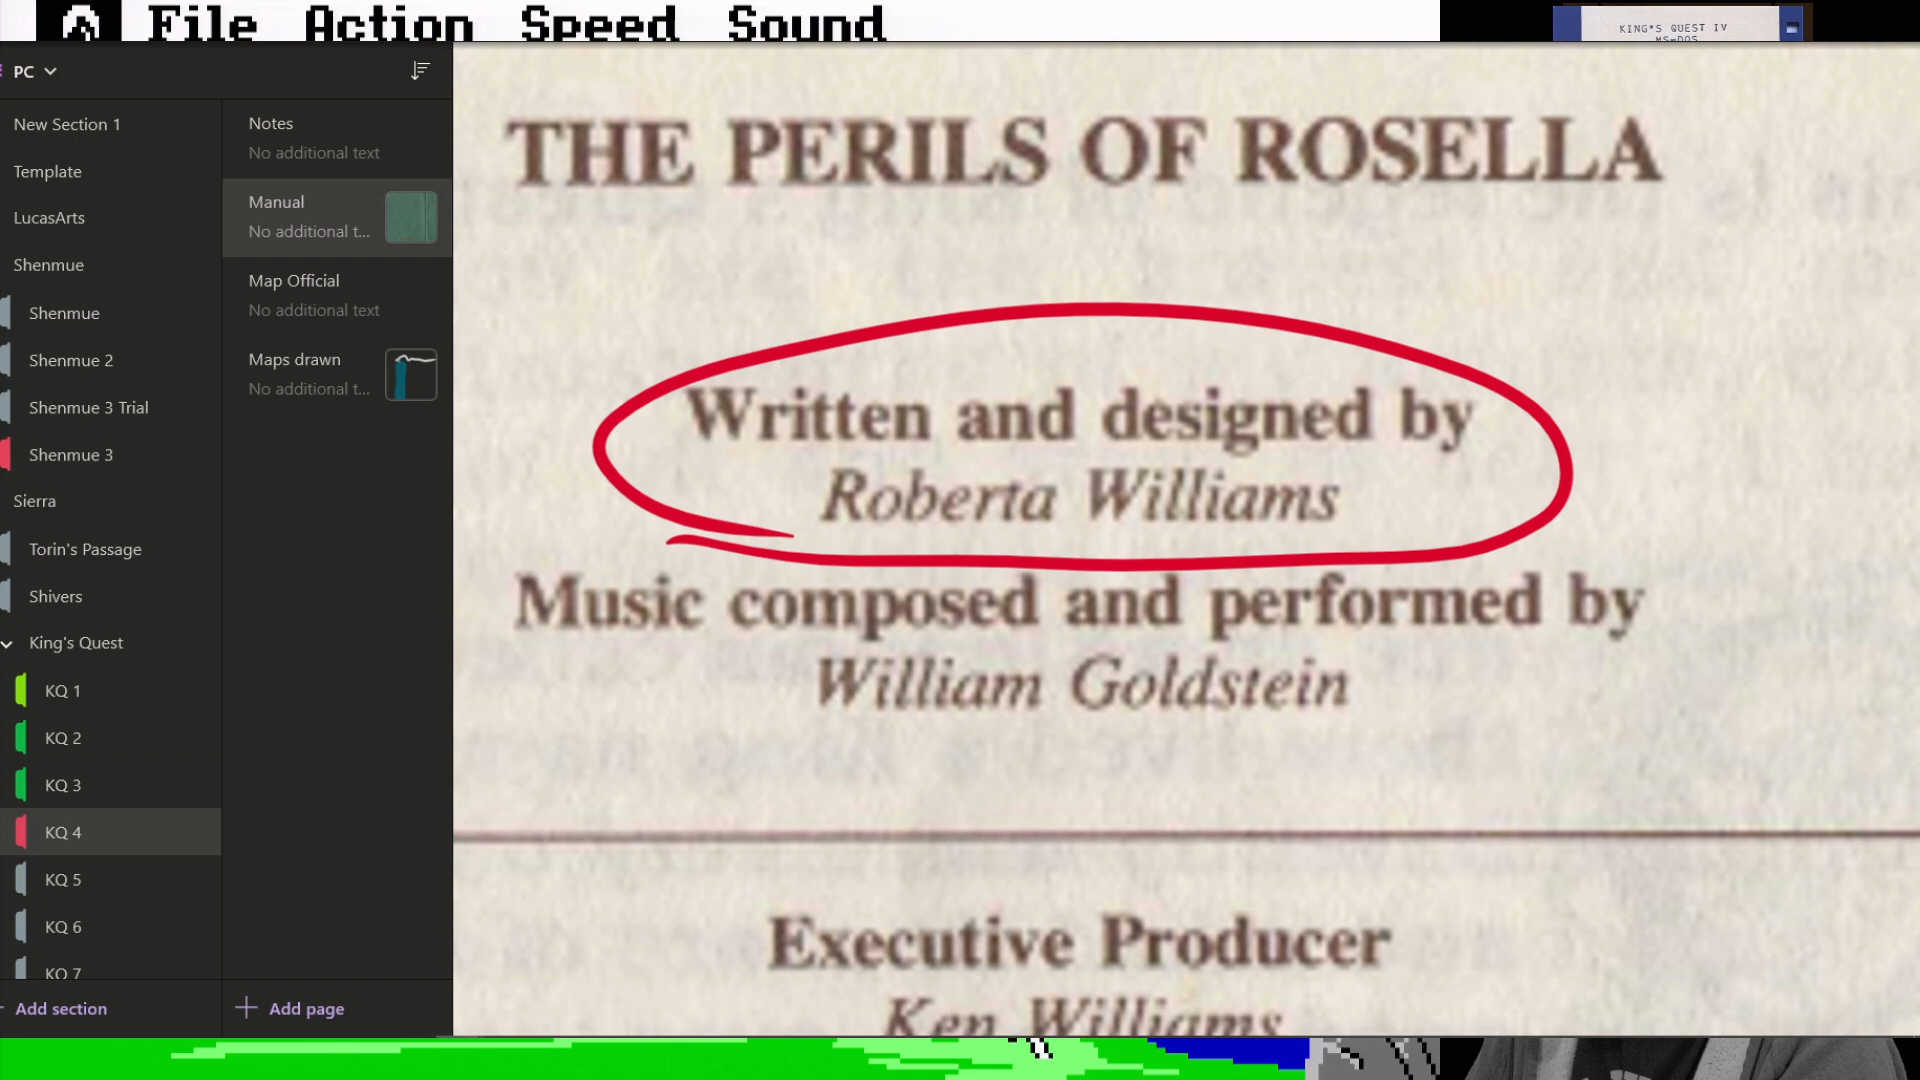 File Action Speed Sound
KING'S QUEST IV
MS-DOS
PC
New Section 1
Template
LucasArts
Shenmue
Shenmue
Shenmue 2
Shenmue 3 Trial
Shenmue 3
Sierra
Torin's Passage
Shivers
King's Quest
KQ 1
KQ 2
KQ 3
KQ 4
KQ 5
KQ 6
KQ 7
Add section
Notes
No additional text
Manual
No additional t...
Map Official
No additional text
Maps drawn
No additional t...
Add page
THE PERILS OF ROSELLA
Written and designed by
Roberta Williams
Music composed and performed by
William Goldstein
Executive Producer
Ken Williams